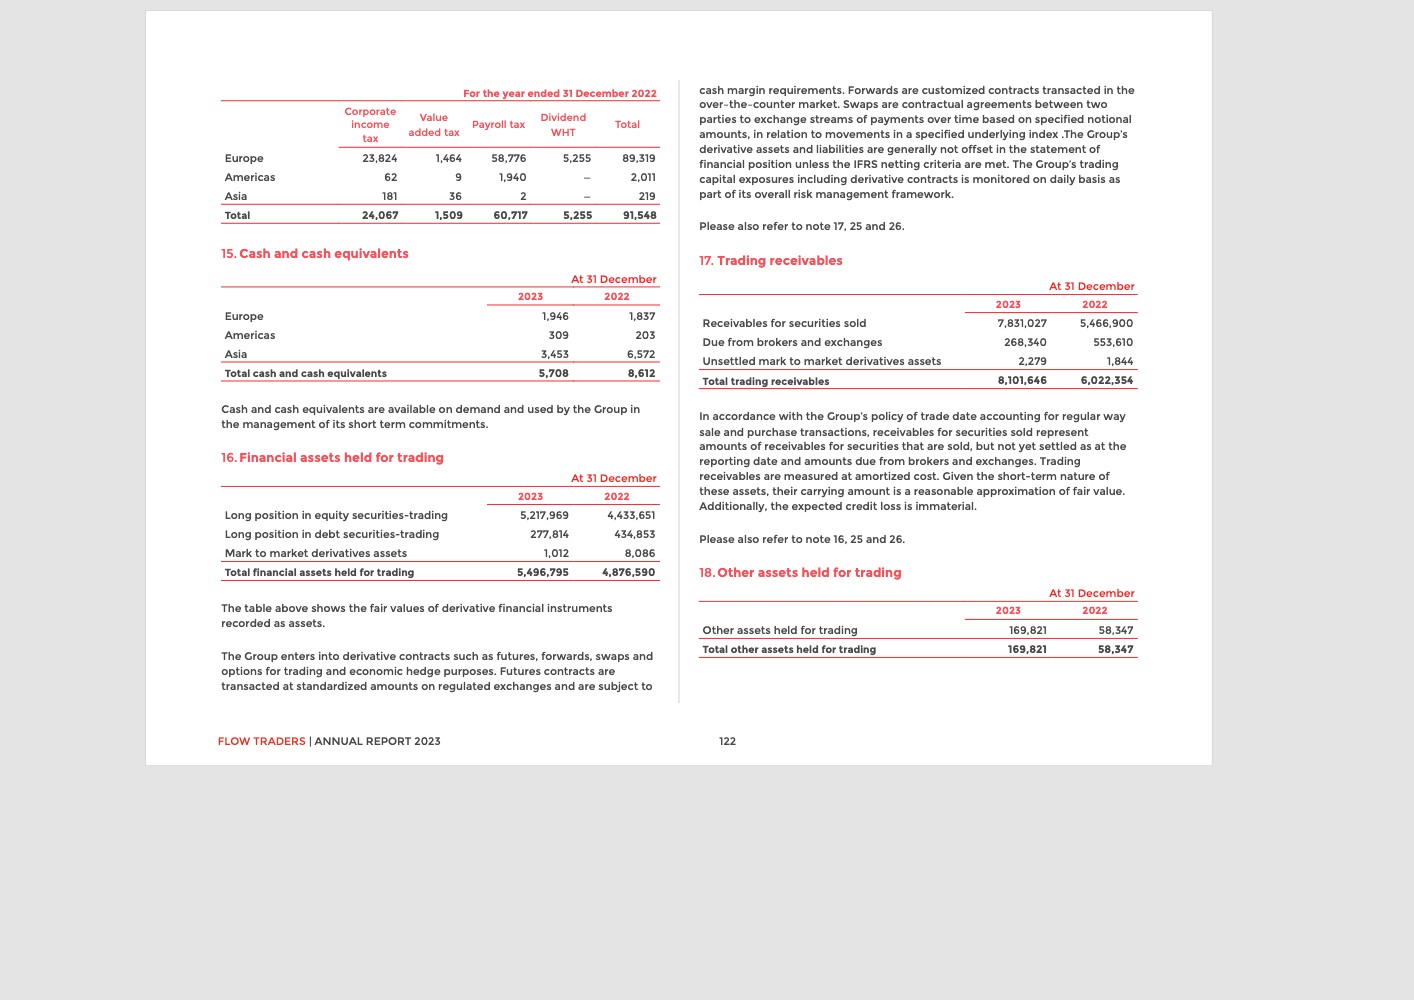 For the year ended 31 December 2022
Corporate income tax Value added tax Payroll tax Dividend WHT Total
Europe 23,824 1,464 58,776 5,255 89,319
Americas 62 9 1,940 – 2,011
Asia 181 36 2 – 219
Total 24,067 1,509 60,717 5,255 91,548
15. Cash and cash equivalents
At 31 December
2023 2022
Europe 1,946 1,837
Americas 309 203
Asia 3,453 6,572
Total cash and cash equivalents 5,708 8,612
Cash and cash equivalents are available on demand and used by the Group in
the management of its short term commitments.
16. Financial assets held for trading
At 31 December
2023 2022
Long position in equity securities-trading 5,217,969 4,433,651
Long position in debt securities-trading 277,814 434,853
Mark to market derivatives assets 1,012 8,086
Total financial assets held for trading 5,496,795 4,876,590
The table above shows the fair values of derivative financial instruments
recorded as assets.
The Group enters into derivative contracts such as futures, forwards, swaps and
options for trading and economic hedge purposes. Futures contracts are
transacted at standardized amounts on regulated exchanges and are subject to
cash margin requirements. Forwards are customized contracts transacted in the
over-the-counter market. Swaps are contractual agreements between two
parties to exchange streams of payments over time based on specified notional
amounts, in relation to movements in a specified underlying index .The Group's
derivative assets and liabilities are generally not offset in the statement of
financial position unless the IFRS netting criteria are met. The Group's trading
capital exposures including derivative contracts is monitored on daily basis as
part of its overall risk management framework.
Please also refer to note 17, 25 and 26.
17. Trading receivables
At 31 December
2023 2022
Receivables for securities sold 7,831,027 5,466,900
Due from brokers and exchanges 268,340 553,610
Unsettled mark to market derivatives assets 2,279 1,844
Total trading receivables 8,101,646 6,022,354
In accordance with the Group's policy of trade date accounting for regular way
sale and purchase transactions, receivables for securities sold represent
amounts of receivables for securities that are sold, but not yet settled as at the
reporting date and amounts due from brokers and exchanges. Trading
receivables are measured at amortized cost. Given the short-term nature of
these assets, their carrying amount is a reasonable approximation of fair value.
Additionally, the expected credit loss is immaterial.
Please also refer to note 16, 25 and 26.
18. Other assets held for trading
At 31 December
2023 2022
Other assets held for trading 169,821 58,347
Total other assets held for trading 169,821 58,347
FLOW TRADERS | ANNUAL REPORT 2023 122